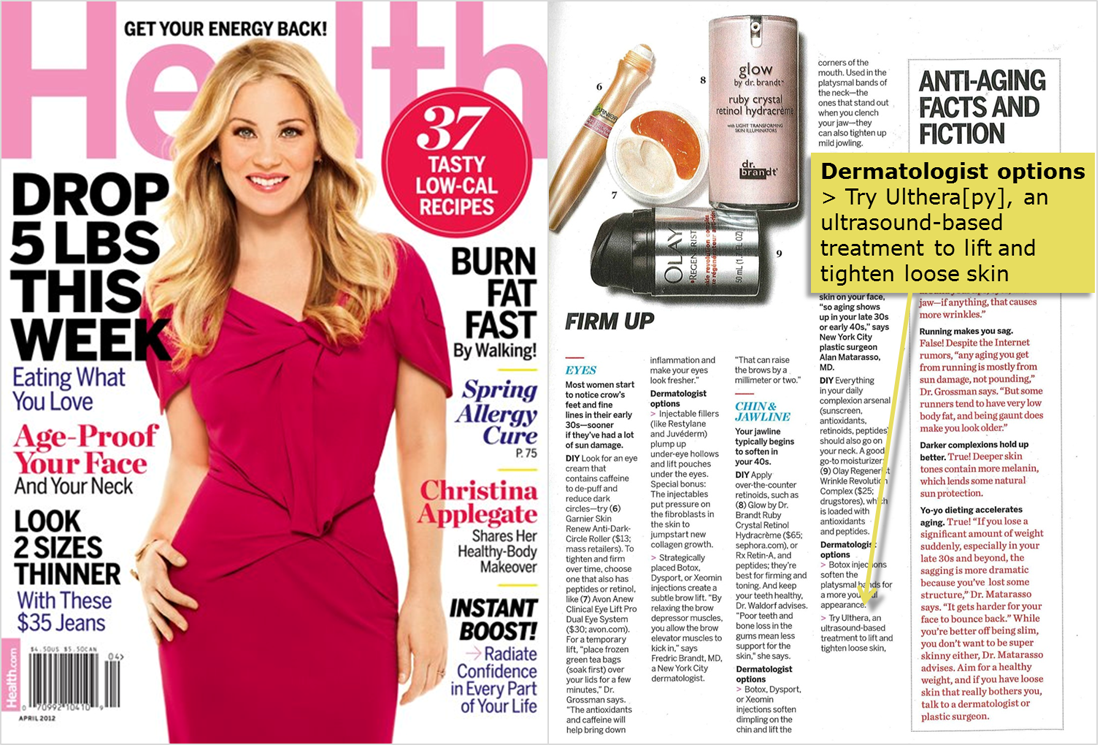 GET YOUR ENERGY BACK!
Health
37
TASTY
LOW-CAL
RECIPES
DROP
5 LBS
THIS
WEEK
Eating What
You Love
Age-Proof
Your Face
And Your Neck
LOOK
2 SIZES
THINNER
With These
$35 Jeans
BURN
FAT
FAST
By Walking!
Spring
Allergy
Cure
P. 75
Christina
Applegate
Shares Her
Healthy-Body
Makeover
INSTANT
BOOST!
Radiate
Confidence
in Every Part
of Your Life
Health.com
$4.50US $5.50CAN
04
0 70992 10410 9
APRIL 2012
6
7
8
9
glow
by dr. brandt
ruby crystal
retinol hydracrème
with LIGHT TRANSFORMING
SKIN ILLUMINATORS
dr.
brandt
OLAY
REGENERIST
FIRM UP
EYES
Most women start
to notice crow's
feet and fine
lines in their early
30s—sooner
if they've had a lot
of sun damage.
DIY Look for an eye
cream that
contains caffeine
to de-puff and
reduce dark
circles—try (6)
Garnier Skin
Renew Anti-Dark-
Circle Roller ($13;
mass retailers). To
tighten and firm
over time, choose
one that also has
peptides or retinol,
like (7) Avon Anew
Clinical Eye Lift Pro
Dual Eye System
($30; avon.com).
For a temporary
lift, "place frozen
green tea bags
(soak first) over
your lids for a few
minutes," Dr.
Grossman says.
"The antioxidants
and caffeine will
help bring down
inflammation and
make your eyes
look fresher."
Dermatologist
options
> Injectable fillers
(like Restylane
and Juvéderm)
plump up
under-eye hollows
and lift pouches
under the eyes.
Special bonus:
The injectables
put pressure on
the fibroblasts
in the skin to
jumpstart new
collagen growth.
> Strategically
placed Botox,
Dysport, or Xeomin
injections create a
subtle brow lift. "By
relaxing the brow
depressor muscles,
you allow the brow
elevator muscles to
kick in," says
Fredric Brandt, MD,
a New York City
dermatologist.
"That can raise
the brows by a
millimeter or two."
CHIN &
JAWLINE
Your jawline
typically begins
to soften in
your 40s.
DIY Apply
over-the-counter
retinoids, such as
(8) Glow by Dr.
Brandt Ruby
Crystal Retinol
Hydracrème ($65;
sephora.com), or
Rx Retin-A, and
peptides; they're
best for firming and
toning. And keep
your teeth healthy,
Dr. Waldorf advises.
"Poor teeth and
bone loss in the
gums mean less
support for the
skin," she says.
Dermatologist
options
> Botox, Dysport,
or Xeomin
injections soften
dimpling on the
chin and lift the
corners of the
mouth. Used in the
platysmal bands of
the neck—the
ones that stand out
when you clench
your jaw—they
can also tighten up
mild jowling.
skin on your face,
"so aging shows
up in your late 30s
or early 40s," says
New York City
plastic surgeon
Alan Matarasso,
MD.
DIY Everything
in your daily
complexion arsenal
(sunscreen,
antioxidants,
retinoids, peptides)
should also go on
your neck. A good
go-to moisturizer:
(9) Olay Regenerist
Wrinkle Revolution
Complex ($25;
drugstores), which
is loaded with
antioxidants
and peptides.
Dermatologist
options
> Botox injections
soften the
platysmal bands for
a more youthful
appearance.
> Try Ulthera, an
ultrasound-based
treatment to lift and
tighten loose skin,
Dermatologist options
> Try Ulthera[py], an
ultrasound-based
treatment to lift and
tighten loose skin
ANTI-AGING
FACTS AND
FICTION
jaw—if anything, that causes
more wrinkles."
Running makes you sag.
False! Despite the Internet
rumors, "any aging you get
from running is mostly from
sun damage, not pounding,"
Dr. Grossman says. "But some
runners tend to have very low
body fat, and being gaunt does
make you look older."
Darker complexions hold up
better. True! Deeper skin
tones contain more melanin,
which lends some natural
sun protection.
Yo-yo dieting accelerates
aging. True! "If you lose a
significant amount of weight
suddenly, especially in your
late 30s and beyond, the
sagging is more dramatic
because you've lost some
structure," Dr. Matarasso
says. "It gets harder for your
face to bounce back." While
you're better off being slim,
you don't want to be super
skinny either, Dr. Matarasso
advises. Aim for a healthy
weight, and if you have loose
skin that really bothers you,
talk to a dermatologist or
plastic surgeon.